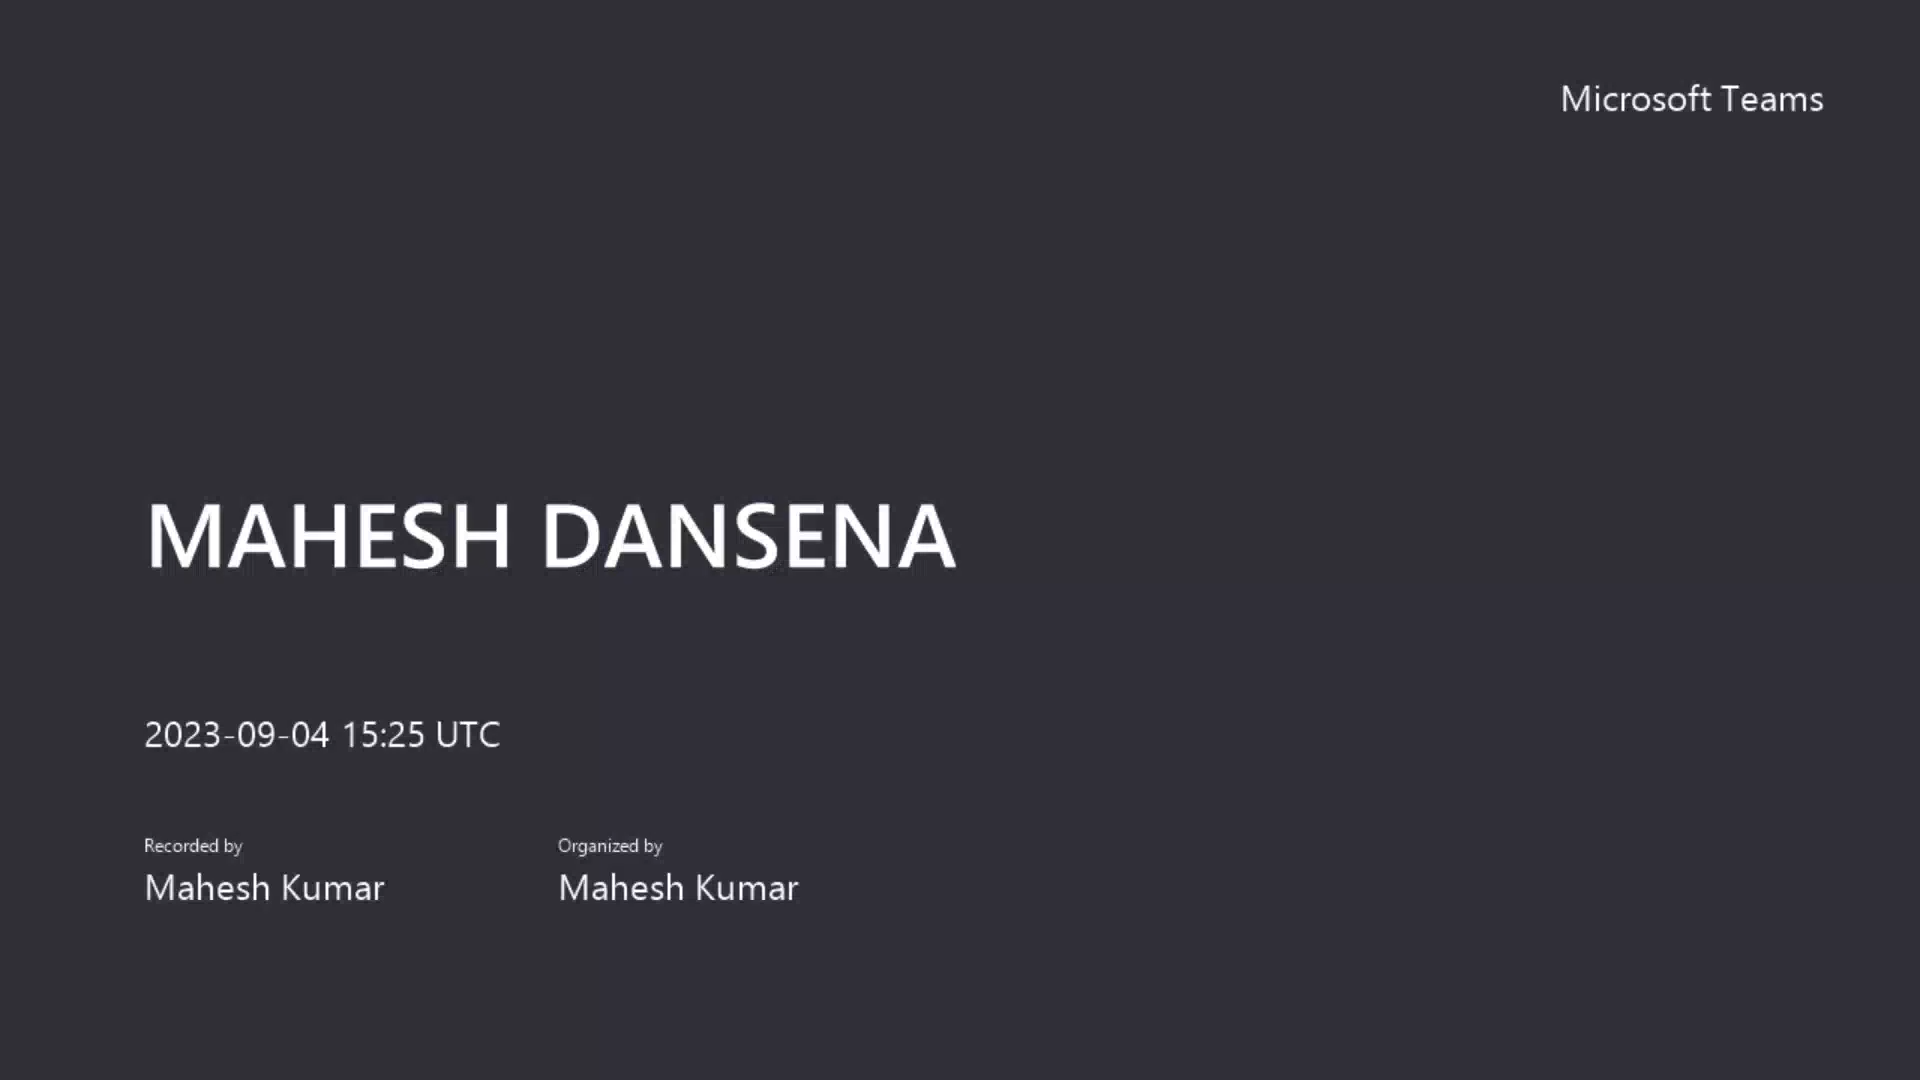 Microsoft Teams
MAHESH DANSENA
2023-09-04 15:25 UTC
Recorded by
Mahesh Kumar
Organized by
Mahesh Kumar